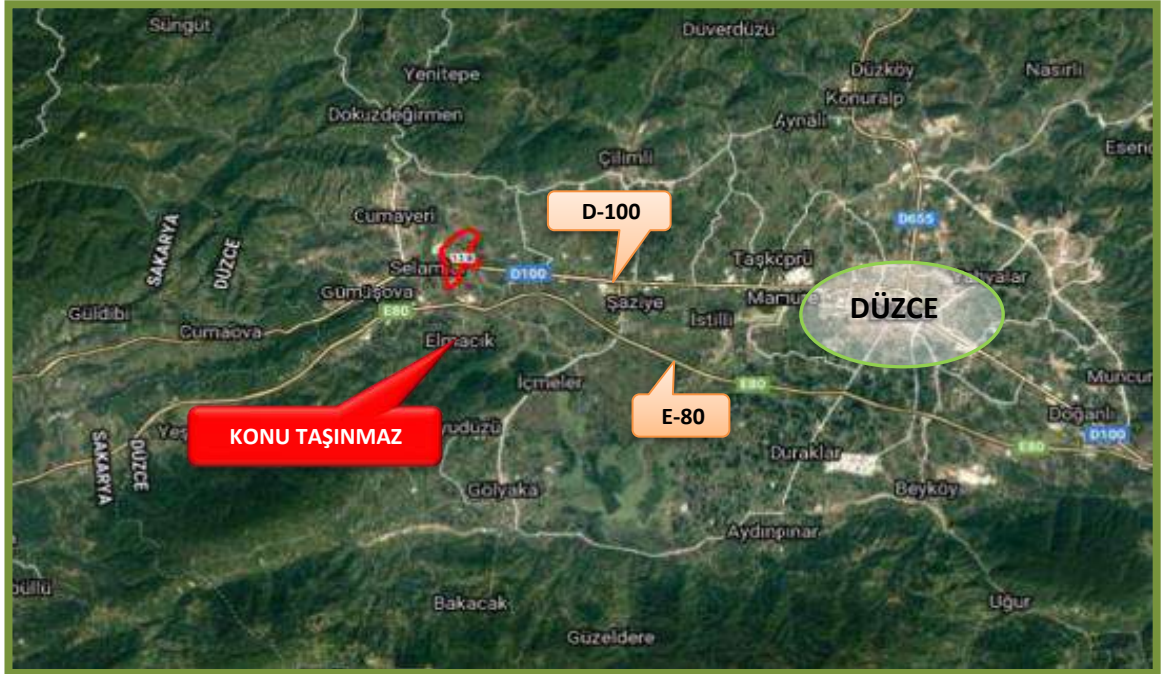 Süngüt
Düverdüzü
Yenitepe
Düzköy
Nasırlı
Konuralp
Dokuzdeğirmen
Aynalı
Çilimli
D-100
Cumayeri
D655
SAKARYA
DÜZCE
Taşköprü
D100
Gümüşova
Şaziye
DÜZCE
Güldibi
E80
İstilli
Cumaova
Elmacık
İçmeler
E80
E-80
KONU TAŞINMAZ
Doğanlı
D100
SAKARYA
DÜZCE
E80
Duraklar
Gölyaka
Beyköy
Aydınpınar
Bakacak
Uğur
Güzeldere